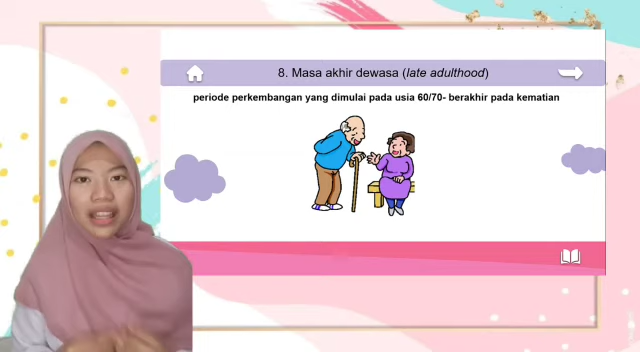 8. Masa akhir dewasa (late adulthood)
periode perkembangan yang dimulai pada usia 60/70- berakhir pada kematian